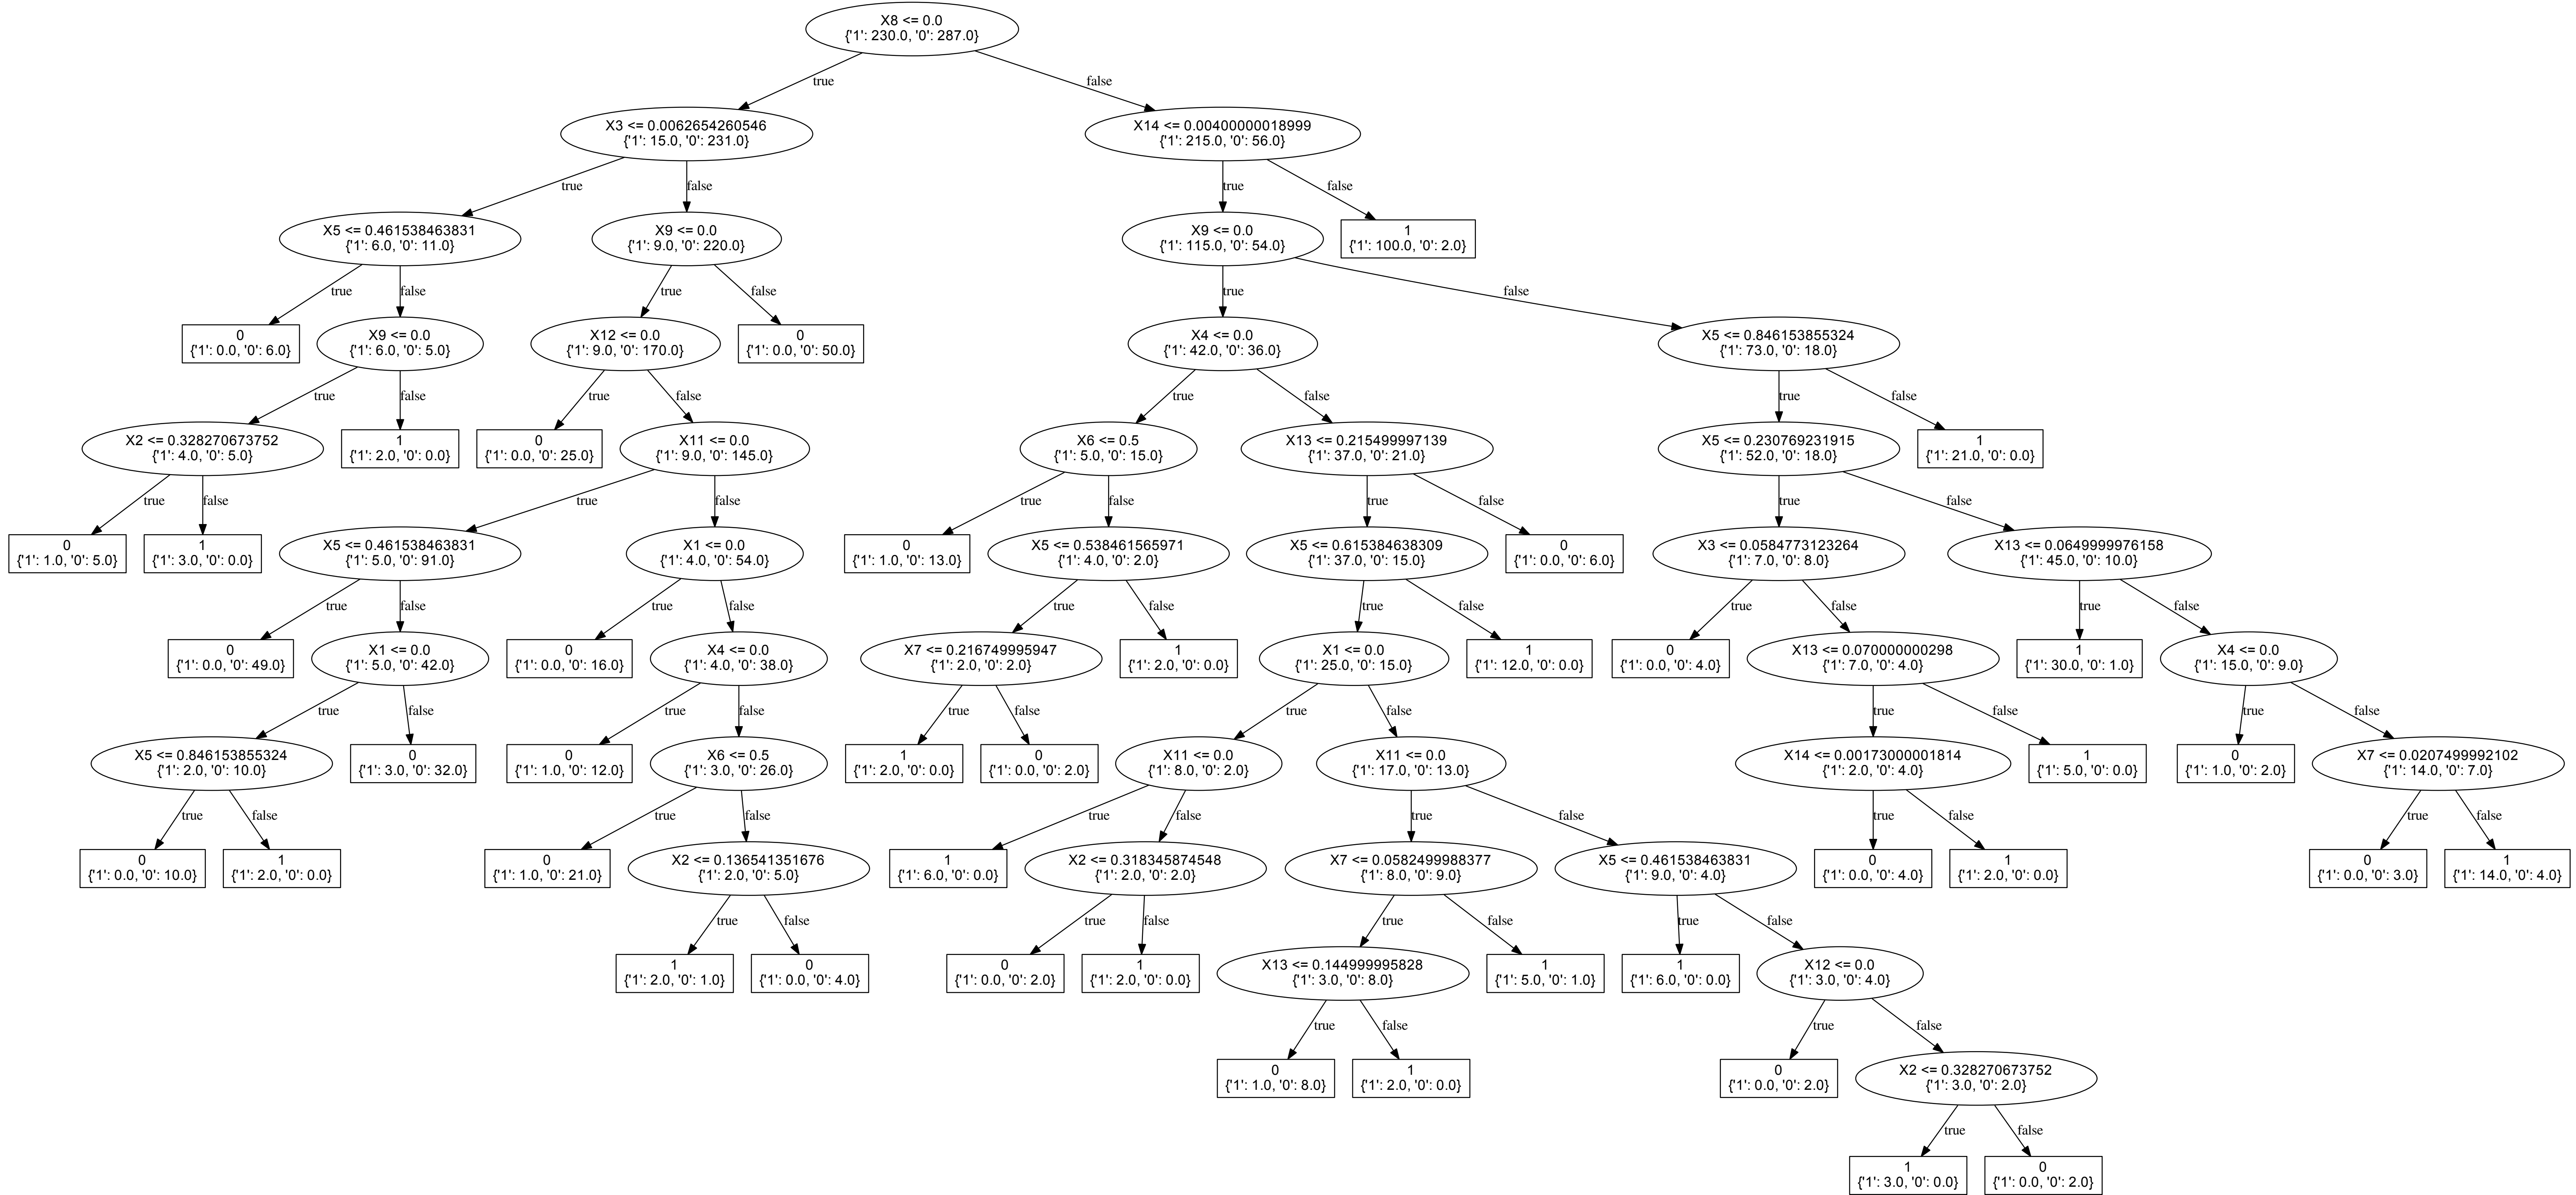 X8 <= 0.0
{'1': 230.0, '0': 287.0}
true
false
X3 <= 0.0062654260546
{'1': 15.0, '0': 231.0}
X14 <= 0.00400000018999
{'1': 215.0, '0': 56.0}
true
false
true
false
X5 <= 0.461538463831
{'1': 6.0, '0': 11.0}
X9 <= 0.0
{'1': 9.0, '0': 220.0}
X9 <= 0.0
{'1': 115.0, '0': 54.0}
1
{'1': 100.0, '0': 2.0}
true
false
true
false
true
false
0
{'1': 0.0, '0': 6.0}
X9 <= 0.0
{'1': 6.0, '0': 5.0}
X12 <= 0.0
{'1': 9.0, '0': 170.0}
0
{'1': 0.0, '0': 50.0}
X4 <= 0.0
{'1': 42.0, '0': 36.0}
X5 <= 0.846153855324
{'1': 73.0, '0': 18.0}
true
false
true
false
true
false
true
false
X2 <= 0.328270673752
{'1': 4.0, '0': 5.0}
1
{'1': 2.0, '0': 0.0}
0
{'1': 0.0, '0': 25.0}
X11 <= 0.0
{'1': 9.0, '0': 145.0}
X6 <= 0.5
{'1': 5.0, '0': 15.0}
X13 <= 0.215499997139
{'1': 37.0, '0': 21.0}
X5 <= 0.230769231915
{'1': 52.0, '0': 18.0}
1
{'1': 21.0, '0': 0.0}
true
false
true
false
true
false
true
false
true
false
0
{'1': 1.0, '0': 5.0}
1
{'1': 3.0, '0': 0.0}
X5 <= 0.461538463831
{'1': 5.0, '0': 91.0}
X1 <= 0.0
{'1': 4.0, '0': 54.0}
0
{'1': 1.0, '0': 13.0}
X5 <= 0.538461565971
{'1': 4.0, '0': 2.0}
X5 <= 0.615384638309
{'1': 37.0, '0': 15.0}
0
{'1': 0.0, '0': 6.0}
X3 <= 0.0584773123264
{'1': 7.0, '0': 8.0}
X13 <= 0.0649999976158
{'1': 45.0, '0': 10.0}
true
false
true
false
true
false
true
false
true
false
true
false
0
{'1': 0.0, '0': 49.0}
X1 <= 0.0
{'1': 5.0, '0': 42.0}
0
{'1': 0.0, '0': 16.0}
X4 <= 0.0
{'1': 4.0, '0': 38.0}
X7 <= 0.216749995947
{'1': 2.0, '0': 2.0}
1
{'1': 2.0, '0': 0.0}
X1 <= 0.0
{'1': 25.0, '0': 15.0}
1
{'1': 12.0, '0': 0.0}
0
{'1': 0.0, '0': 4.0}
X13 <= 0.070000000298
{'1': 7.0, '0': 4.0}
1
{'1': 30.0, '0': 1.0}
X4 <= 0.0
{'1': 15.0, '0': 9.0}
true
false
true
false
true
false
true
false
true
false
true
false
X5 <= 0.846153855324
{'1': 2.0, '0': 10.0}
0
{'1': 3.0, '0': 32.0}
0
{'1': 1.0, '0': 12.0}
X6 <= 0.5
{'1': 3.0, '0': 26.0}
1
{'1': 2.0, '0': 0.0}
0
{'1': 0.0, '0': 2.0}
X11 <= 0.0
{'1': 8.0, '0': 2.0}
X11 <= 0.0
{'1': 17.0, '0': 13.0}
X14 <= 0.00173000001814
{'1': 2.0, '0': 4.0}
1
{'1': 5.0, '0': 0.0}
0
{'1': 1.0, '0': 2.0}
X7 <= 0.0207499992102
{'1': 14.0, '0': 7.0}
true
false
true
false
true
false
true
false
true
false
true
false
0
{'1': 0.0, '0': 10.0}
1
{'1': 2.0, '0': 0.0}
0
{'1': 1.0, '0': 21.0}
X2 <= 0.136541351676
{'1': 2.0, '0': 5.0}
1
{'1': 6.0, '0': 0.0}
X2 <= 0.318345874548
{'1': 2.0, '0': 2.0}
X7 <= 0.0582499988377
{'1': 8.0, '0': 9.0}
X5 <= 0.461538463831
{'1': 9.0, '0': 4.0}
0
{'1': 0.0, '0': 4.0}
1
{'1': 2.0, '0': 0.0}
0
{'1': 0.0, '0': 3.0}
1
{'1': 14.0, '0': 4.0}
true
false
true
false
true
false
true
false
1
{'1': 2.0, '0': 1.0}
0
{'1': 0.0, '0': 4.0}
0
{'1': 0.0, '0': 2.0}
1
{'1': 2.0, '0': 0.0}
X13 <= 0.144999995828
{'1': 3.0, '0': 8.0}
1
{'1': 5.0, '0': 1.0}
1
{'1': 6.0, '0': 0.0}
X12 <= 0.0
{'1': 3.0, '0': 4.0}
true
false
true
false
0
{'1': 1.0, '0': 8.0}
1
{'1': 2.0, '0': 0.0}
0
{'1': 0.0, '0': 2.0}
X2 <= 0.328270673752
{'1': 3.0, '0': 2.0}
true
false
1
{'1': 3.0, '0': 0.0}
0
{'1': 0.0, '0': 2.0}